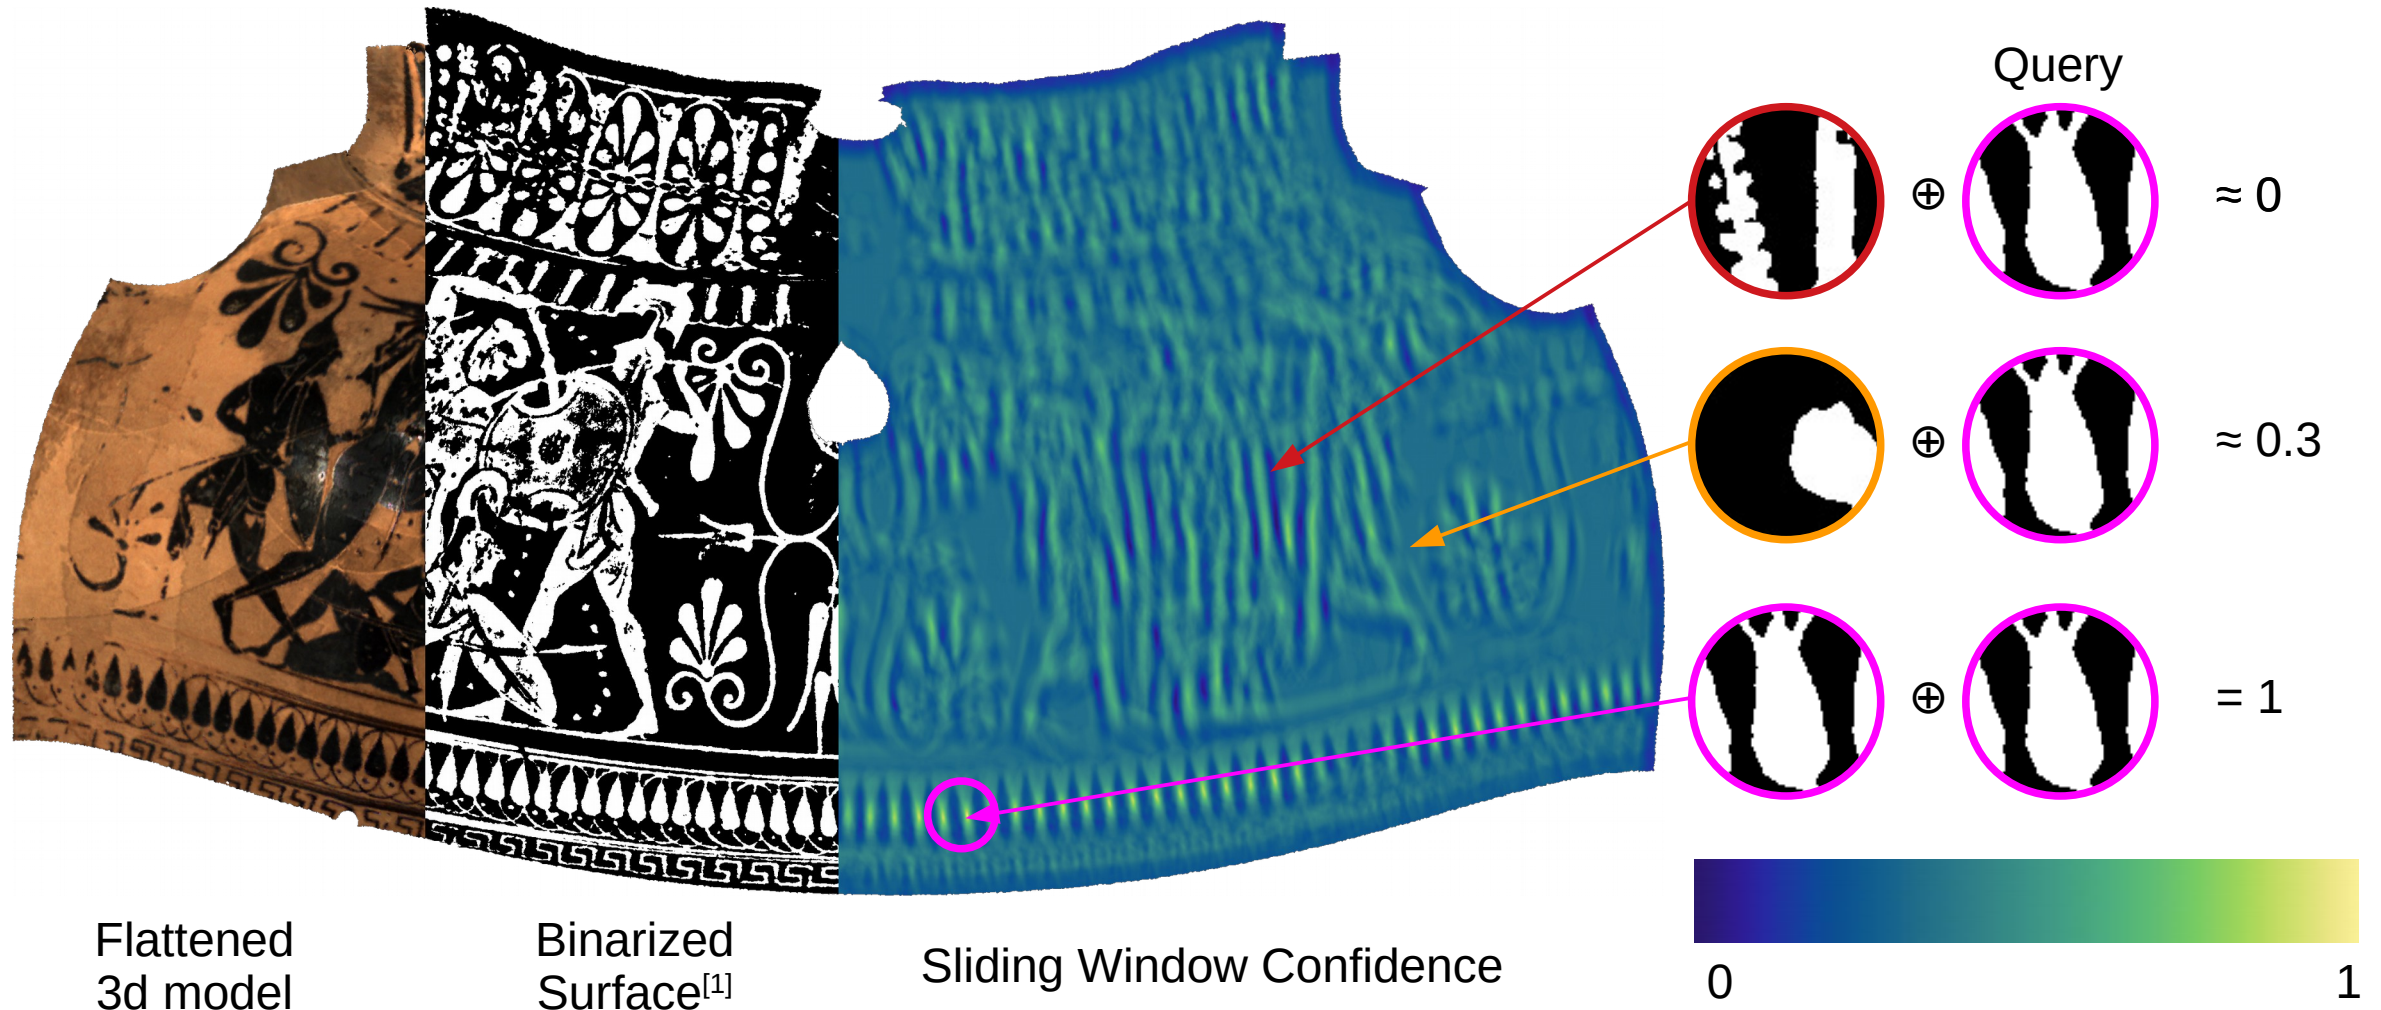 Query
⊕ ≈ 0
⊕ ≈ 0.3
⊕ = 1
Flattened
3d model
Binarized
Surface[1]
Sliding Window Confidence
0 1